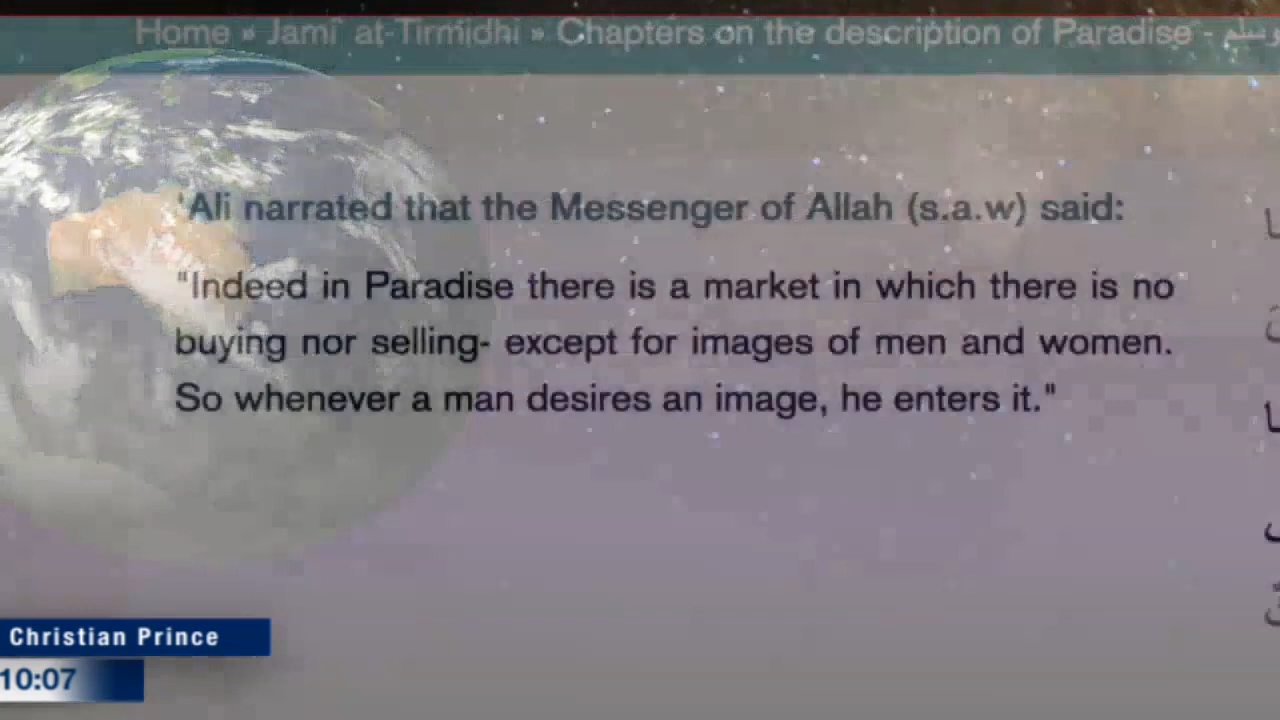 Home » Jami` at-Tirmidhi » Chapters on the description of Paradise -
'Ali narrated that the Messenger of Allah (s.a.w) said:
"Indeed in Paradise there is a market in which there is no
buying nor selling- except for images of men and women.
So whenever a man desires an image, he enters it."
Christian Prince
10:07